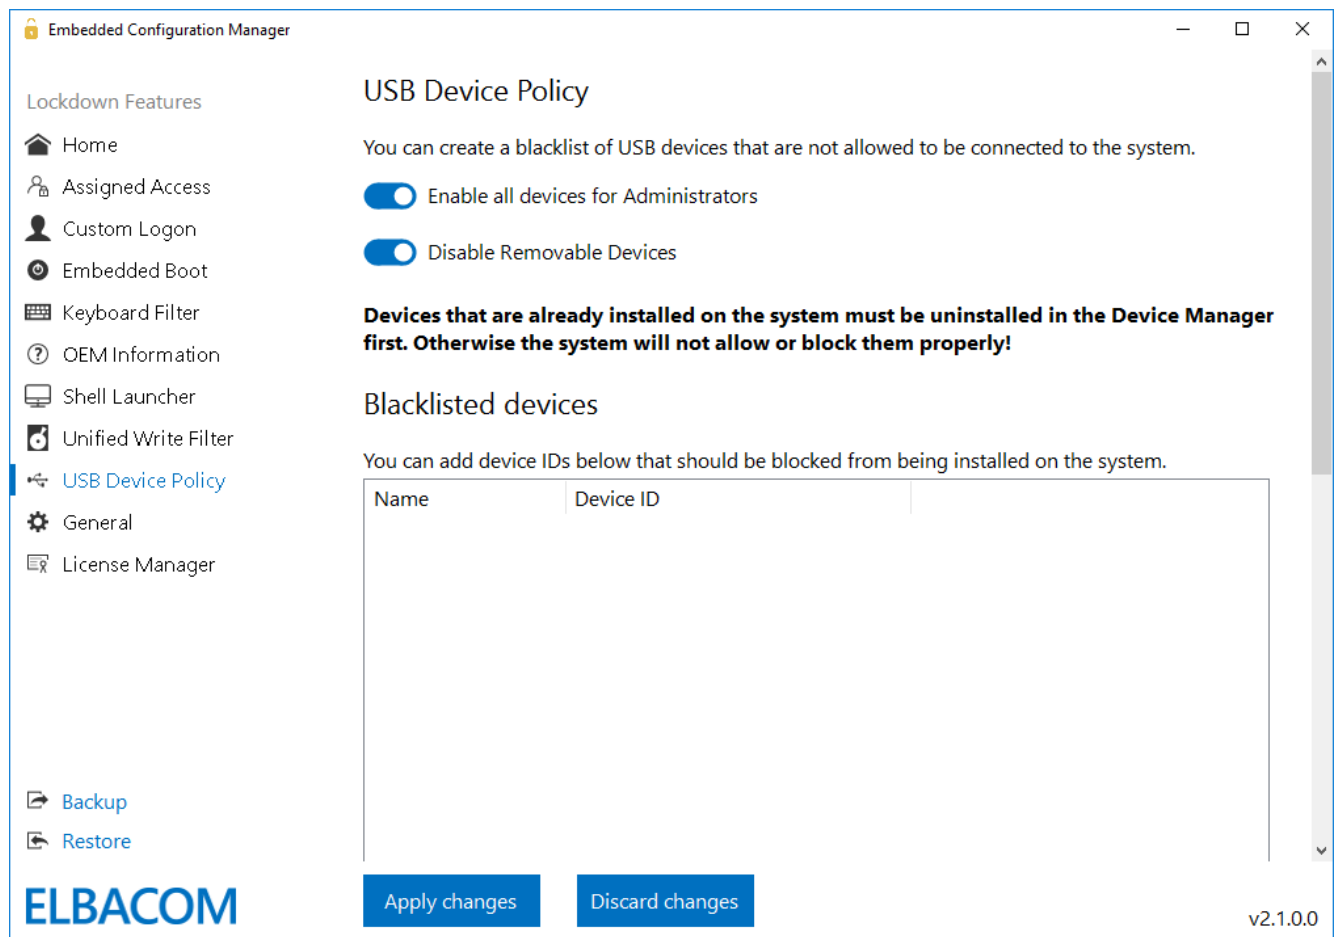 Embedded Configuration Manager
Lockdown Features
Home
Assigned Access
Custom Logon
Embedded Boot
Keyboard Filter
OEM Information
Shell Launcher
Unified Write Filter
USB Device Policy
General
License Manager
Backup
Restore
ELBACOM
USB Device Policy
You can create a blacklist of USB devices that are not allowed to be connected to the system.
Enable all devices for Administrators
Disable Removable Devices
Devices that are already installed on the system must be uninstalled in the Device Manager
first. Otherwise the system will not allow or block them properly!
Blacklisted devices
You can add device IDs below that should be blocked from being installed on the system.
Name Device ID
Apply changes Discard changes
v2.1.0.0